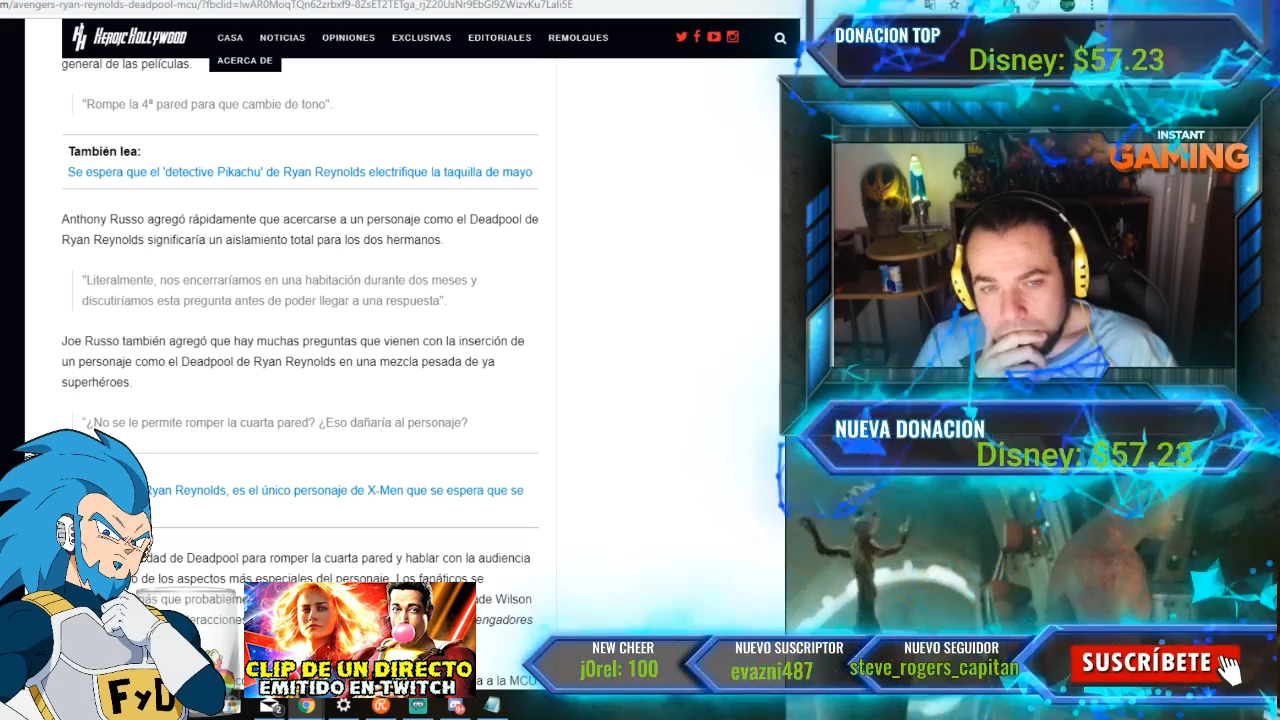 m/avengers-ryan-reynolds-deadpool-mcu/?fbclid=IwAR0MoqTQn62zrbxf9-8ZsET2TETga_rjZ20UsNr9EbGl9ZWizvKu7Lali5E
HEROIC HOLLYWOOD
CASA NOTICIAS OPINIONES EXCLUSIVAS EDITORIALES REMOLQUES
ACERCA DE
general de las películas.
"Rompe la 4ª pared para que cambie de tono".
También lea:
Se espera que el 'detective Pikachu' de Ryan Reynolds electrifique la taquilla de mayo
Anthony Russo agregó rápidamente que acercarse a un personaje como el Deadpool de
Ryan Reynolds significaría un aislamiento total para los dos hermanos.
"Literalmente, nos encerraríamos en una habitación durante dos meses y
discutiríamos esta pregunta antes de poder llegar a una respuesta".
Joe Russo también agregó que hay muchas preguntas que vienen con la inserción de
un personaje como el Deadpool de Ryan Reynolds en una mezcla pesada de ya
superhéroes.
"¿No se le permite romper la cuarta pared? ¿Eso dañaría al personaje?
Ryan Reynolds, es el único personaje de X-Men que se espera que se
dad de Deadpool para romper la cuarta pared y hablar con la audiencia
de los aspectos más especiales del personaje. Los fanáticos se
más que probableme
ade Wilson
teracciones
engadores
a a la MCU
FyD
CLIP DE UN DIRECTO
EMITIDO EN TWITCH
DONACION TOP
Disney: $57.23
INSTANT
GAMING
NUEVA DONACION
Disney: $57.23
NEW CHEER
j0rel: 100
NUEVO SUSCRIPTOR
evazni487
NUEVO SEGUIDOR
steve_rogers_capitan
SUSCRÍBETE